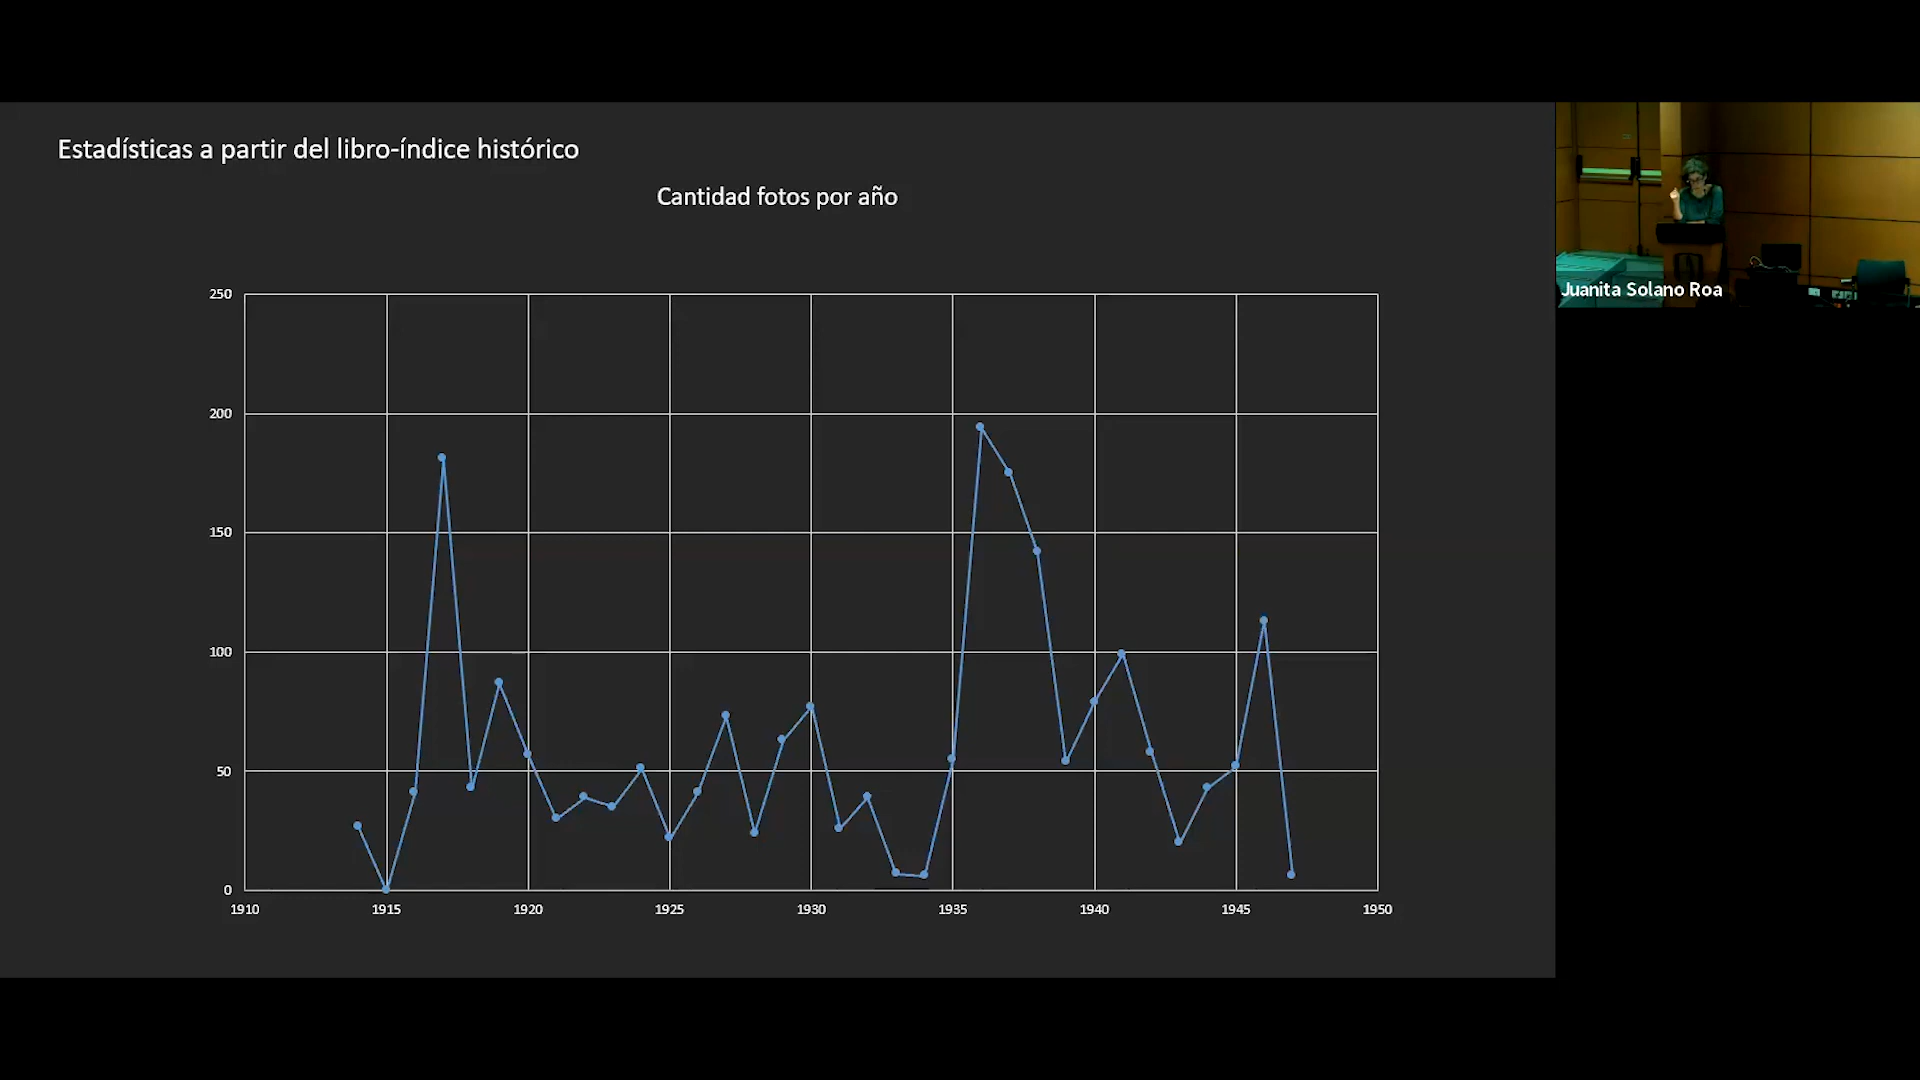 Estadísticas a partir del libro-índice histórico
Cantidad fotos por año
250
200
150
100
50
0
1910 1915 1920 1925 1930 1935 1940 1945 1950
Juanita Solano Roa